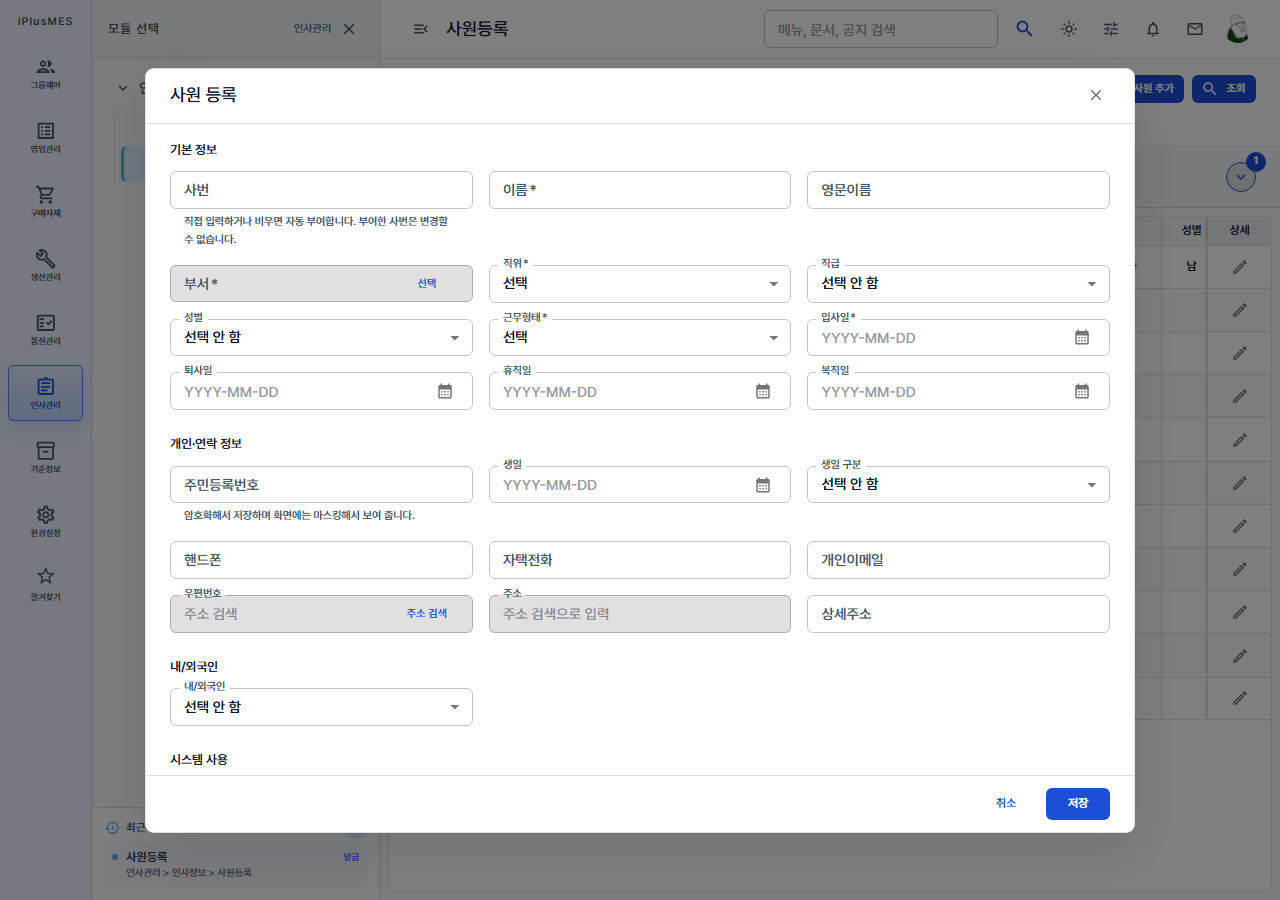 iPlusMES
모듈 선택
인사관리
사원등록
메뉴, 문서, 공지 검색
그룹웨어
영업관리
구매자재
생산관리
품질관리
인사관리
기준정보
환경설정
즐겨찾기
사원 추가
조회
1
성별
상세
남
사원 등록
기본 정보
사번
이름 *
영문이름
직접 입력하거나 비우면 자동 부여합니다. 부여한 사번은 변경할
수 없습니다.
부서 *
선택
직위 *
선택
직급
선택 안 함
성별
선택 안 함
근무형태 *
선택
입사일 *
YYYY-MM-DD
퇴사일
YYYY-MM-DD
휴직일
YYYY-MM-DD
복직일
YYYY-MM-DD
개인·연락 정보
주민등록번호
생일
YYYY-MM-DD
생일 구분
선택 안 함
암호화해서 저장하며 화면에는 마스킹해서 보여 줍니다.
핸드폰
자택전화
개인이메일
우편번호
주소 검색
주소 검색
주소
주소 검색으로 입력
상세주소
내/외국인
내/외국인
선택 안 함
시스템 사용
취소
저장
최근
사원등록
방금
인사관리 > 인사정보 > 사원등록